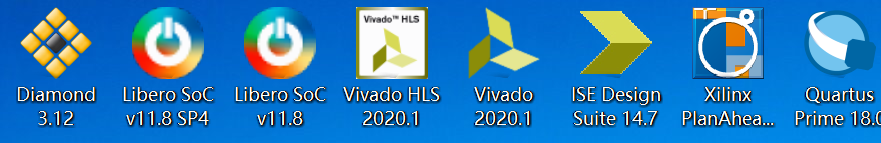 Vivado™ HLS
Diamond
3.12
Libero SoC
v11.8 SP4
Libero SoC
v11.8
Vivado HLS
2020.1
Vivado
2020.1
ISE Design
Suite 14.7
Xilinx
PlanAhea...
Quartus
Prime 18.0